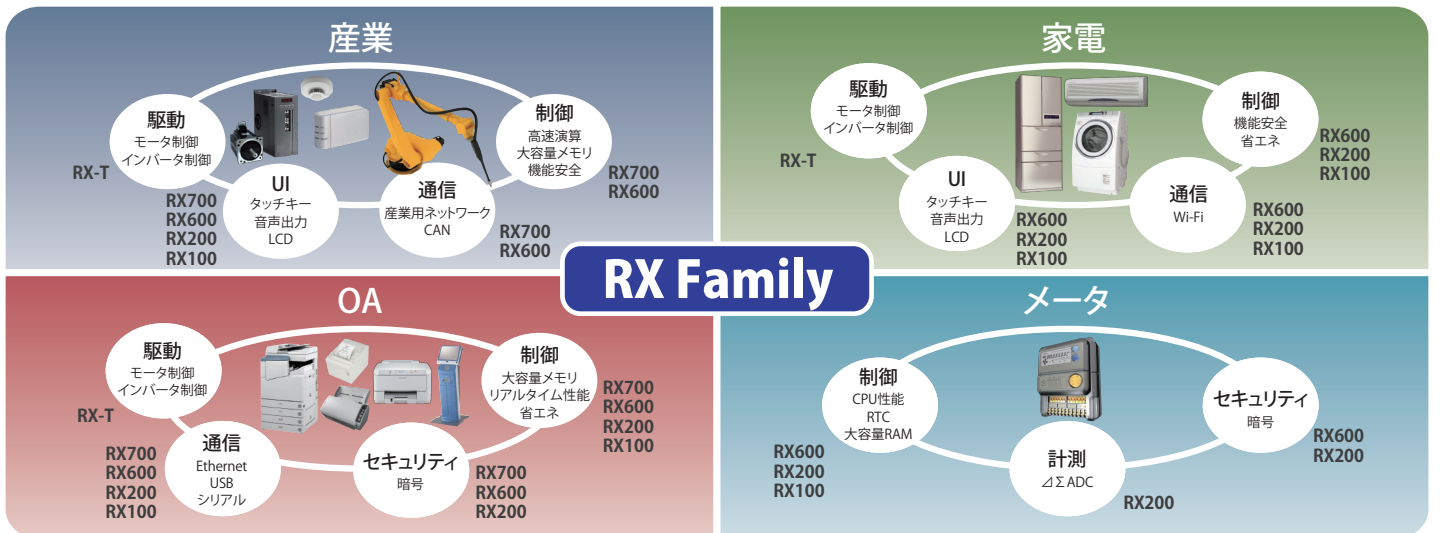 産業
駆動
モータ制御
インバータ制御
RX-T
UI
タッチキー
音声出力
LCD
RX700
RX600
RX200
RX100
通信
産業用ネットワーク
CAN
RX700
RX600
制御
高速演算
大容量メモリ
機能安全
RX700
RX600
家電
駆動
モータ制御
インバータ制御
RX-T
UI
タッチキー
音声出力
LCD
RX600
RX200
RX100
通信
Wi-Fi
RX600
RX200
RX100
制御
機能安全
省エネ
RX600
RX200
RX100
RX Family
OA
駆動
モータ制御
インバータ制御
RX-T
通信
Ethernet
USB
シリアル
RX700
RX600
RX200
RX100
セキュリティ
暗号
RX700
RX600
RX200
制御
大容量メモリ
リアルタイム性能
省エネ
RX700
RX600
RX200
RX100
メータ
制御
CPU性能
RTC
大容量RAM
RX600
RX200
RX100
計測
⊿Σ ADC
RX200
セキュリティ
暗号
RX600
RX200